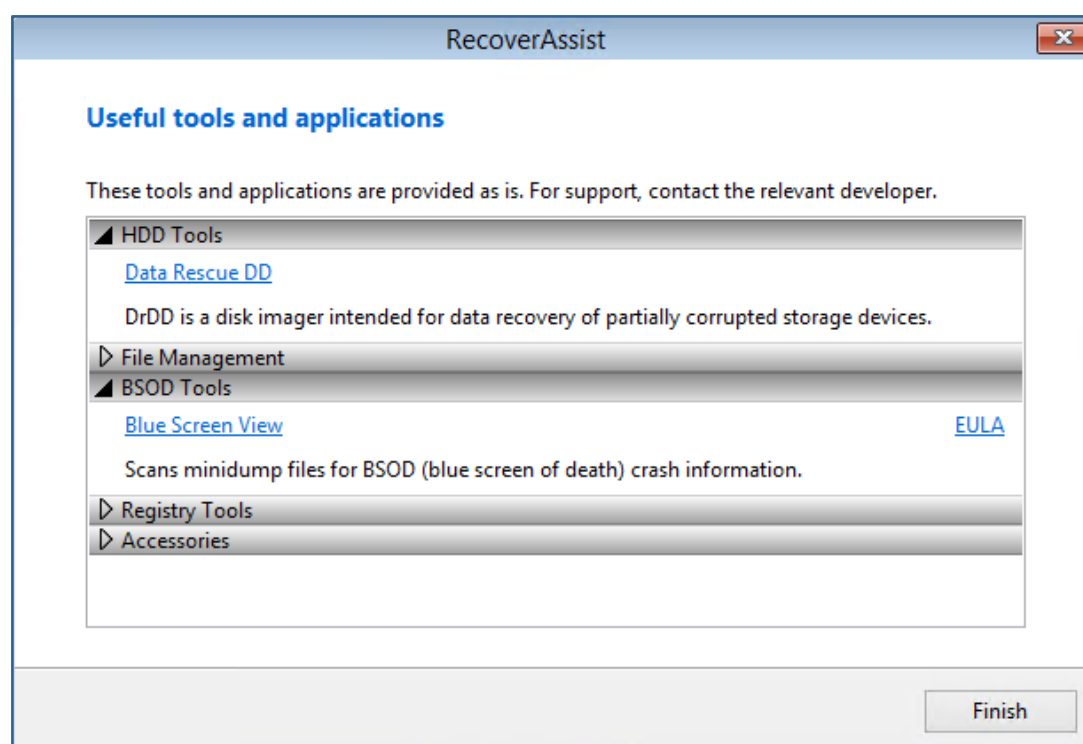 RecoverAssist
Useful tools and applications
These tools and applications are provided as is. For support, contact the relevant developer.
HDD Tools
Data Rescue DD
DrDD is a disk imager intended for data recovery of partially corrupted storage devices.
File Management
BSOD Tools
Blue Screen View EULA
Scans minidump files for BSOD (blue screen of death) crash information.
Registry Tools
Accessories
Finish